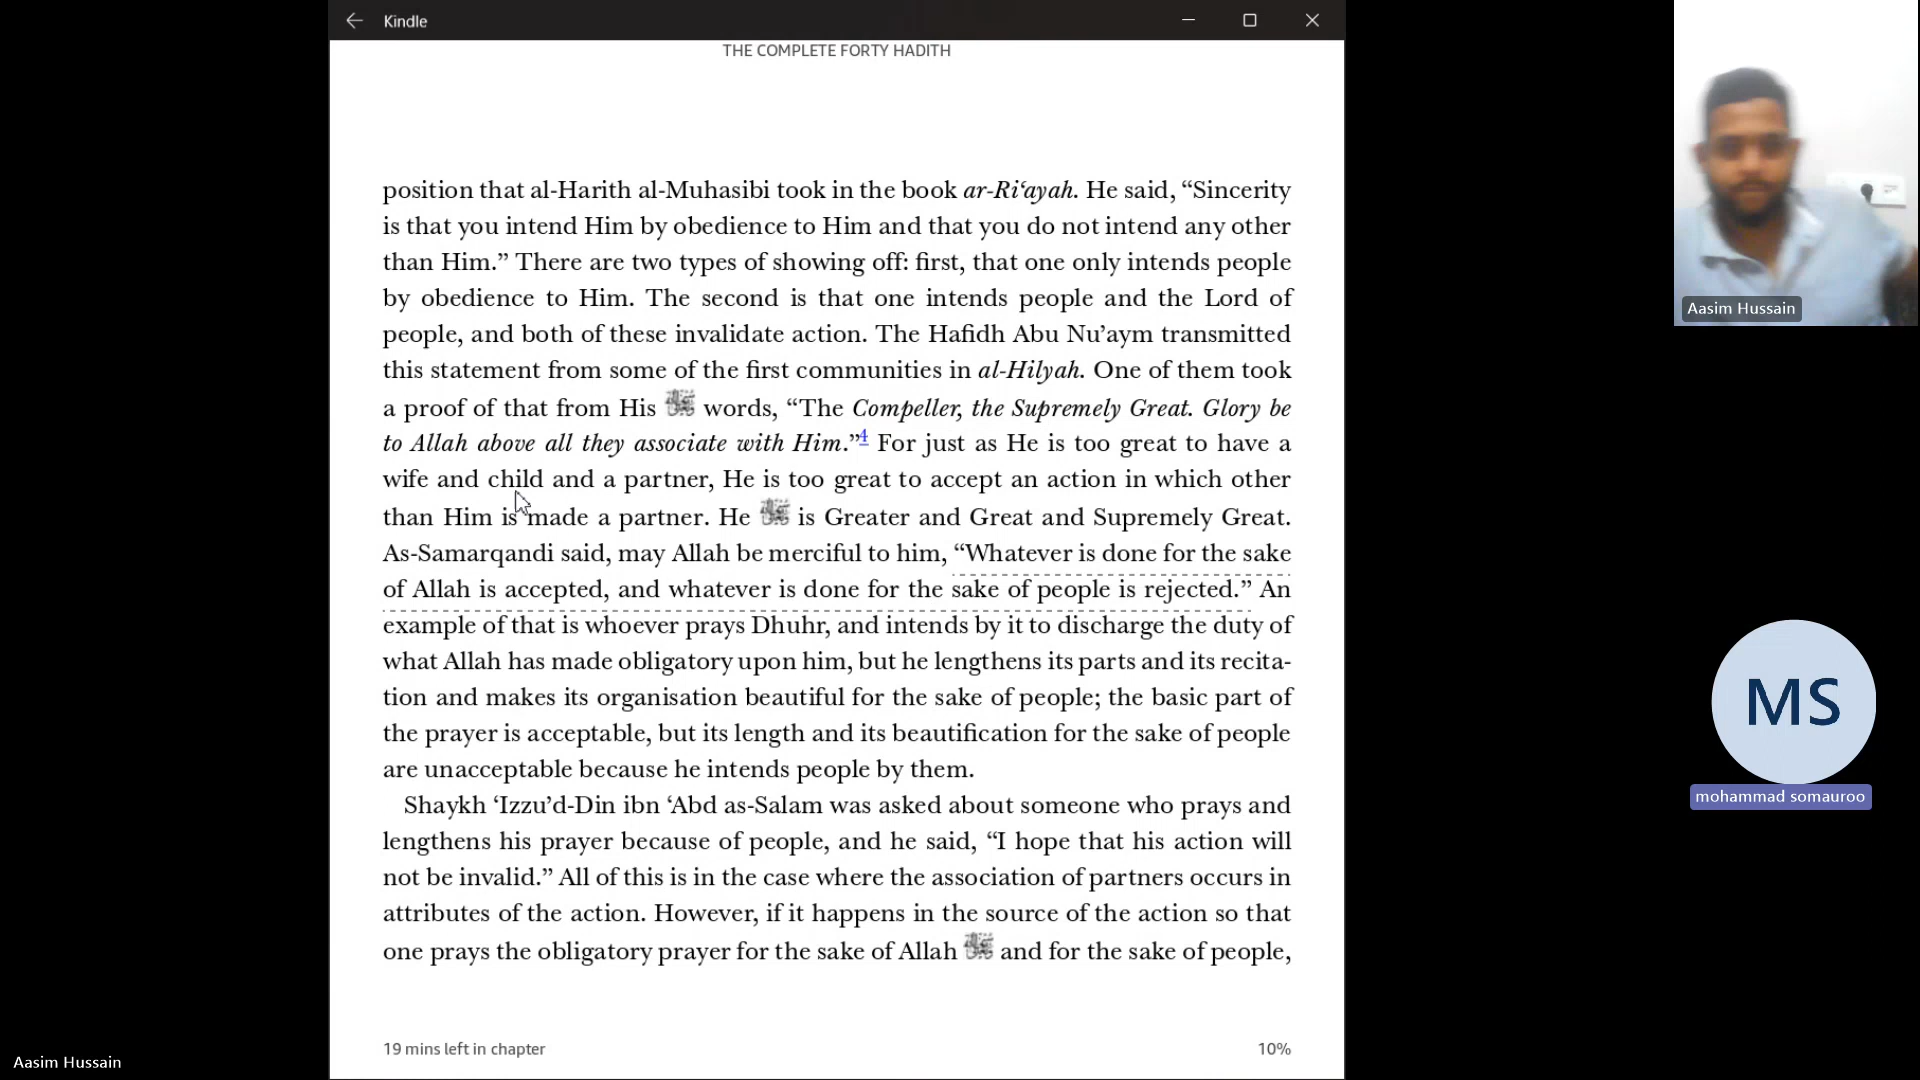 Kindle
THE COMPLETE FORTY HADITH
position that al-Harith al-Muhasibi took in the book ar-Ri‘ayah. He said, “Sincerity
is that you intend Him by obedience to Him and that you do not intend any other
than Him.” There are two types of showing off: first, that one only intends people
by obedience to Him. The second is that one intends people and the Lord of
people, and both of these invalidate action. The Hafidh Abu Nu’aym transmitted
this statement from some of the first communities in al-Hilyah. One of them took
a proof of that from His words, “The Compeller, the Supremely Great. Glory be
to Allah above all they associate with Him.”4 For just as He is too great to have a
wife and child and a partner, He is too great to accept an action in which other
than Him is made a partner. He is Greater and Great and Supremely Great.
As-Samarqandi said, may Allah be merciful to him, “Whatever is done for the sake
of Allah is accepted, and whatever is done for the sake of people is rejected.” An
example of that is whoever prays Dhuhr, and intends by it to discharge the duty of
what Allah has made obligatory upon him, but he lengthens its parts and its recita-
tion and makes its organisation beautiful for the sake of people; the basic part of
the prayer is acceptable, but its length and its beautification for the sake of people
are unacceptable because he intends people by them.
Shaykh ‘Izzu’d-Din ibn ‘Abd as-Salam was asked about someone who prays and
lengthens his prayer because of people, and he said, “I hope that his action will
not be invalid.” All of this is in the case where the association of partners occurs in
attributes of the action. However, if it happens in the source of the action so that
one prays the obligatory prayer for the sake of Allah and for the sake of people,
19 mins left in chapter
10%
Aasim Hussain
MS
mohammad somauroo
Aasim Hussain